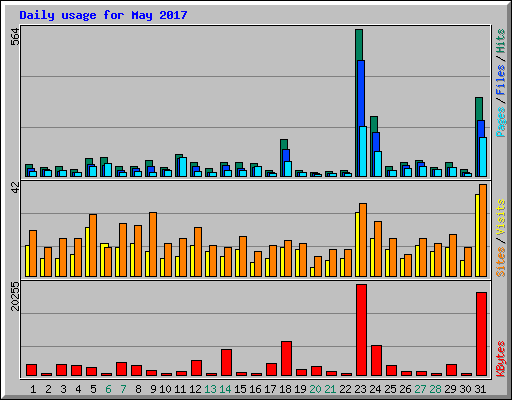 Daily usage for May 2017
564
Pages / Files / Hits
42
Sites / Visits
20255
KBytes
1 2 3 4 5 6 7 8 9 10 11 12 13 14 15 16 17 18 19 20 21 22 23 24 25 26 27 28 29 30 31